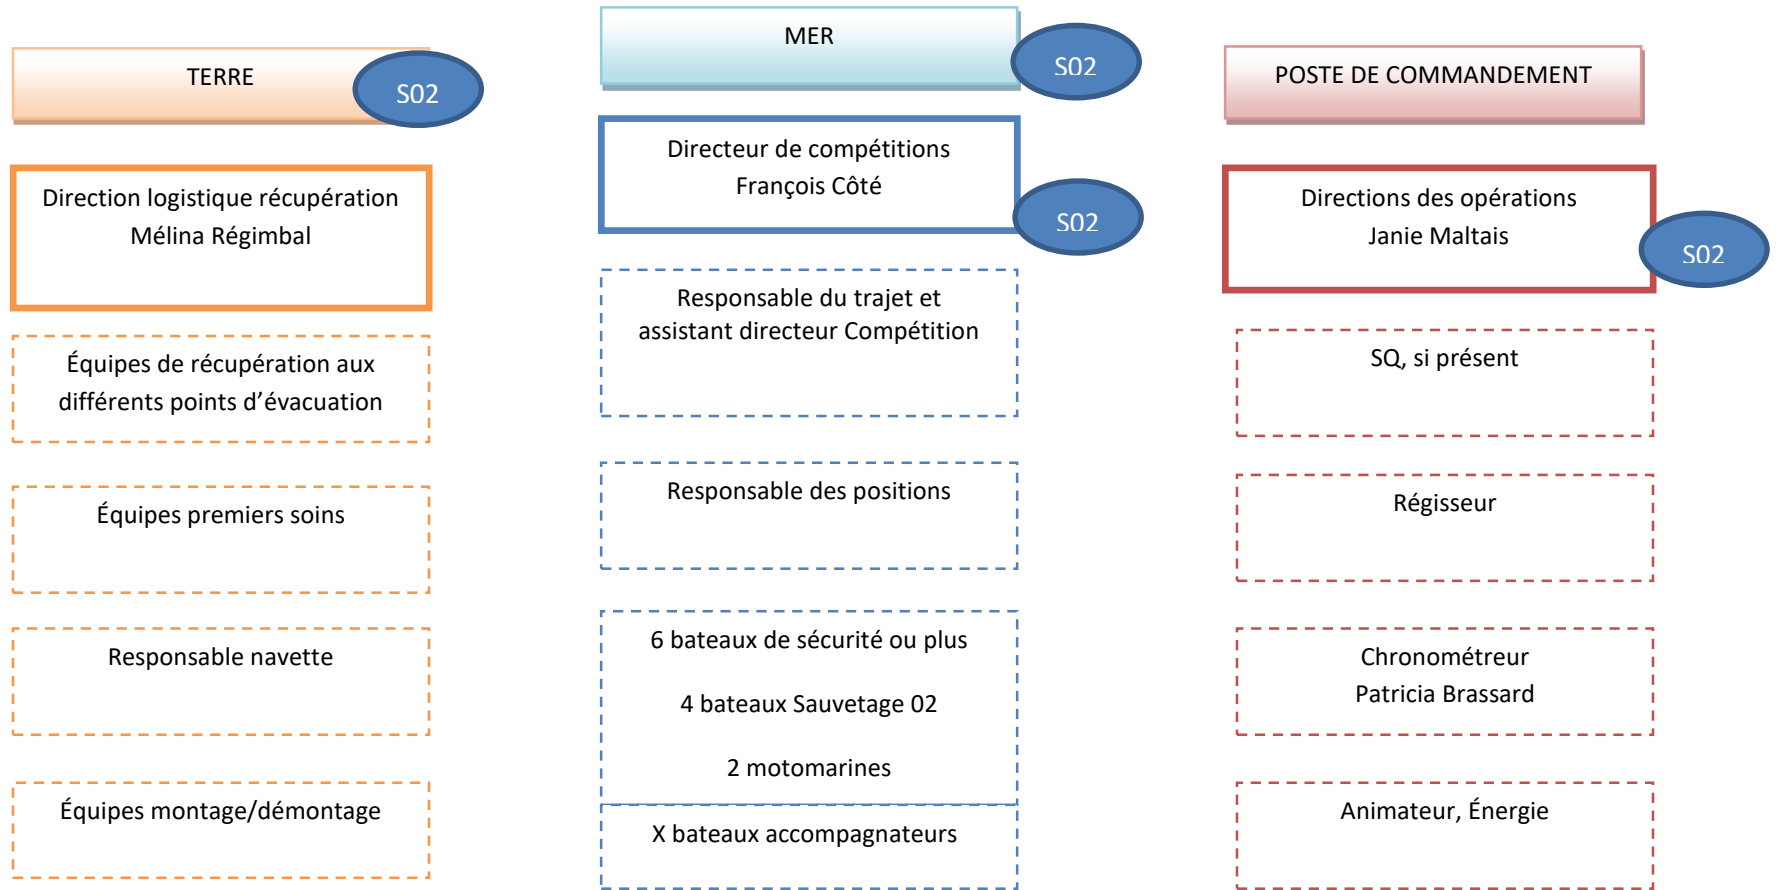 TERRE
S02
Direction logistique récupération
Mélina Régimbal
Équipes de récupération aux
différents points d’évacuation
Équipes premiers soins
Responsable navette
Équipes montage/démontage
MER
S02
Directeur de compétitions
François Côté
S02
Responsable du trajet et
assistant directeur Compétition
Responsable des positions
6 bateaux de sécurité ou plus
4 bateaux Sauvetage 02
2 motomarines
X bateaux accompagnateurs
POSTE DE COMMANDEMENT
Directions des opérations
Janie Maltais
S02
SQ, si présent
Régisseur
Chronométreur
Patricia Brassard
Animateur, Énergie